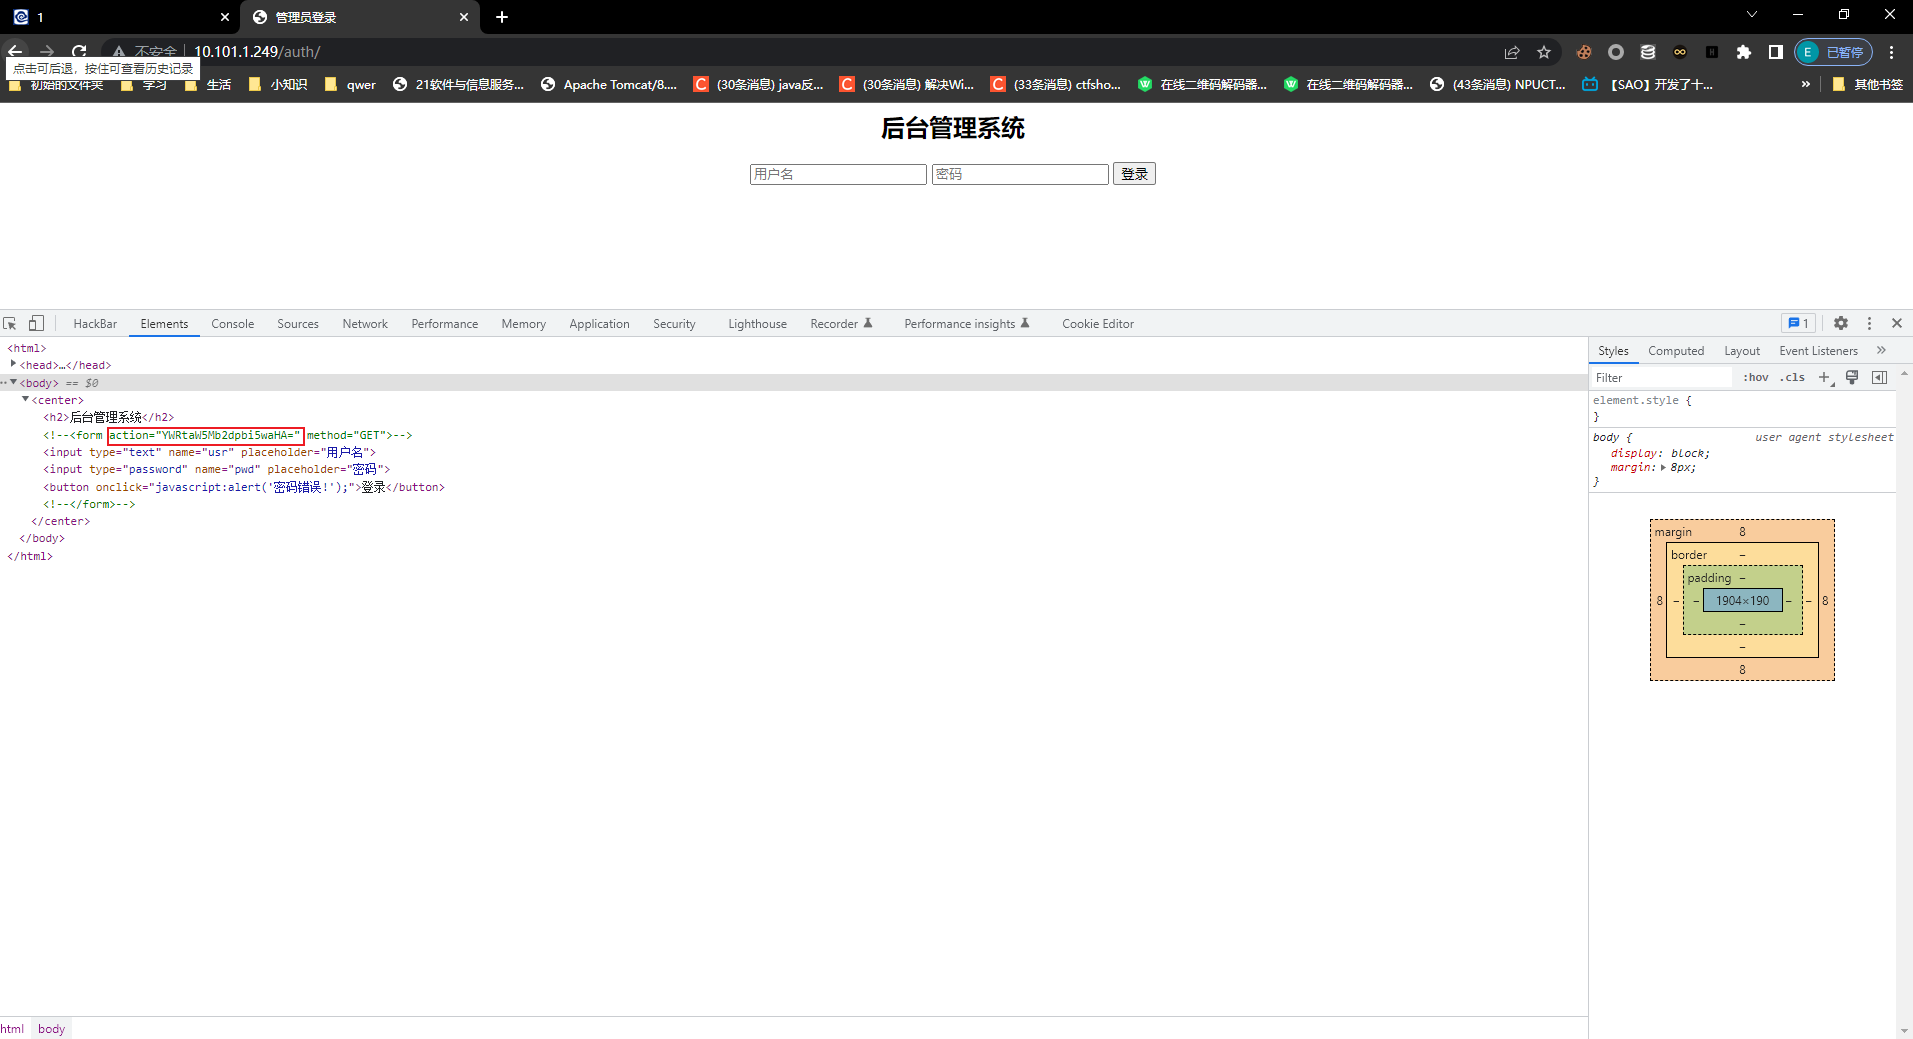 1
管理员登录
不安全 10.101.1.249/auth/
已暂停
E
点击可后退，按住可查看历史记录
初始的文件夹 学习 生活 小知识 qwer 21软件与信息服务... Apache Tomcat/8.... (30条消息) java反... (30条消息) 解决Wi... (33条消息) ctfsho... 在线二维码解码器... 在线二维码解码器... (43条消息) NPUCT... 【SAO】开发了十... » 其他书签
后台管理系统
用户名 密码 登录
HackBar Elements Console Sources Network Performance Memory Application Security Lighthouse Recorder Performance insights Cookie Editor 1
<html>
<head>…</head>
<body> == $0
<center>
<h2>后台管理系统</h2>
<!--<form action="YWRtaW5Mb2dpbi5waHA=" method="GET">-->
<input type="text" name="usr" placeholder="用户名">
<input type="password" name="pwd" placeholder="密码">
<button onclick="javascript:alert('密码错误!');">登录</button>
<!--</form>-->
</center>
</body>
</html>
Styles Computed Layout Event Listeners »
Filter :hov .cls +
element.style {
}
body { user agent stylesheet
display: block;
margin: 8px;
}
margin 8
border –
padding –
8 – – 1904×190 – – 8
–
–
8
html body